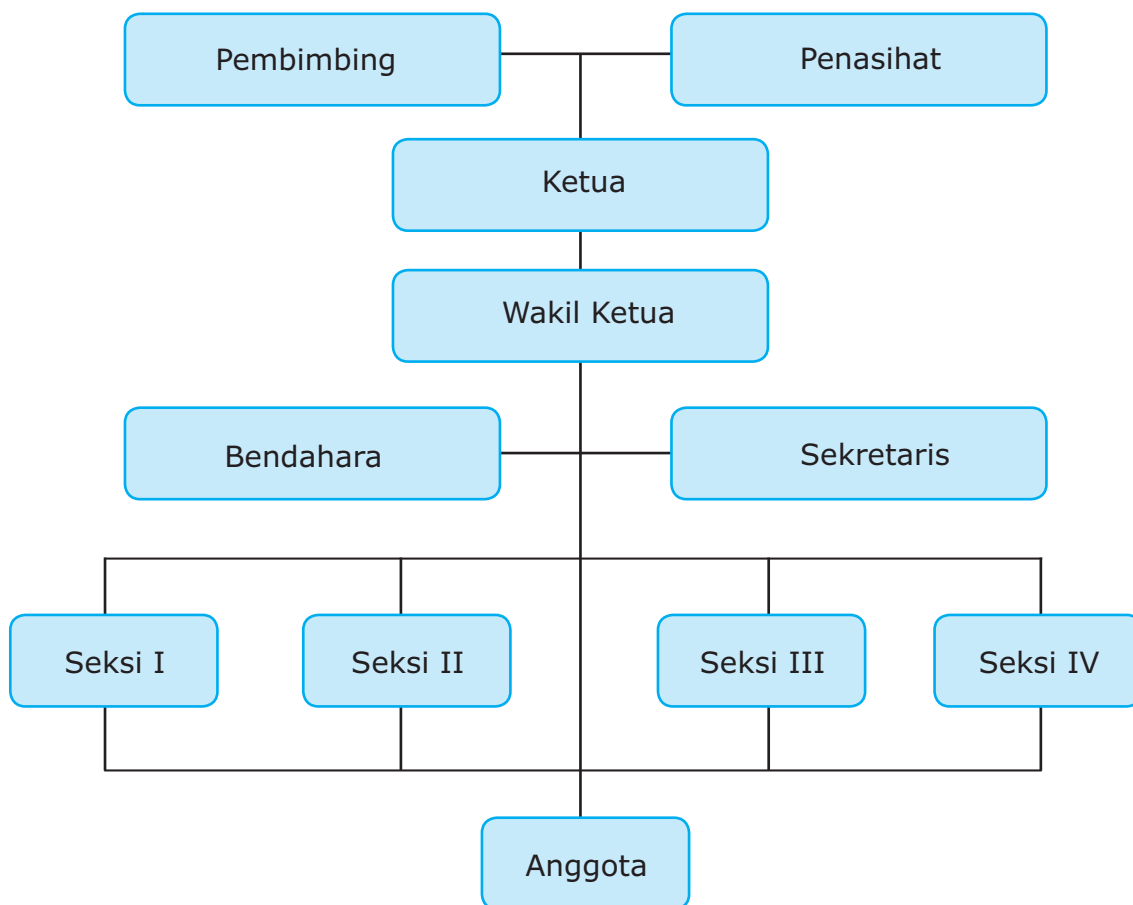 Pembimbing
Penasihat
Ketua
Wakil Ketua
Bendahara
Sekretaris
Seksi I
Seksi II
Seksi III
Seksi IV
Anggota